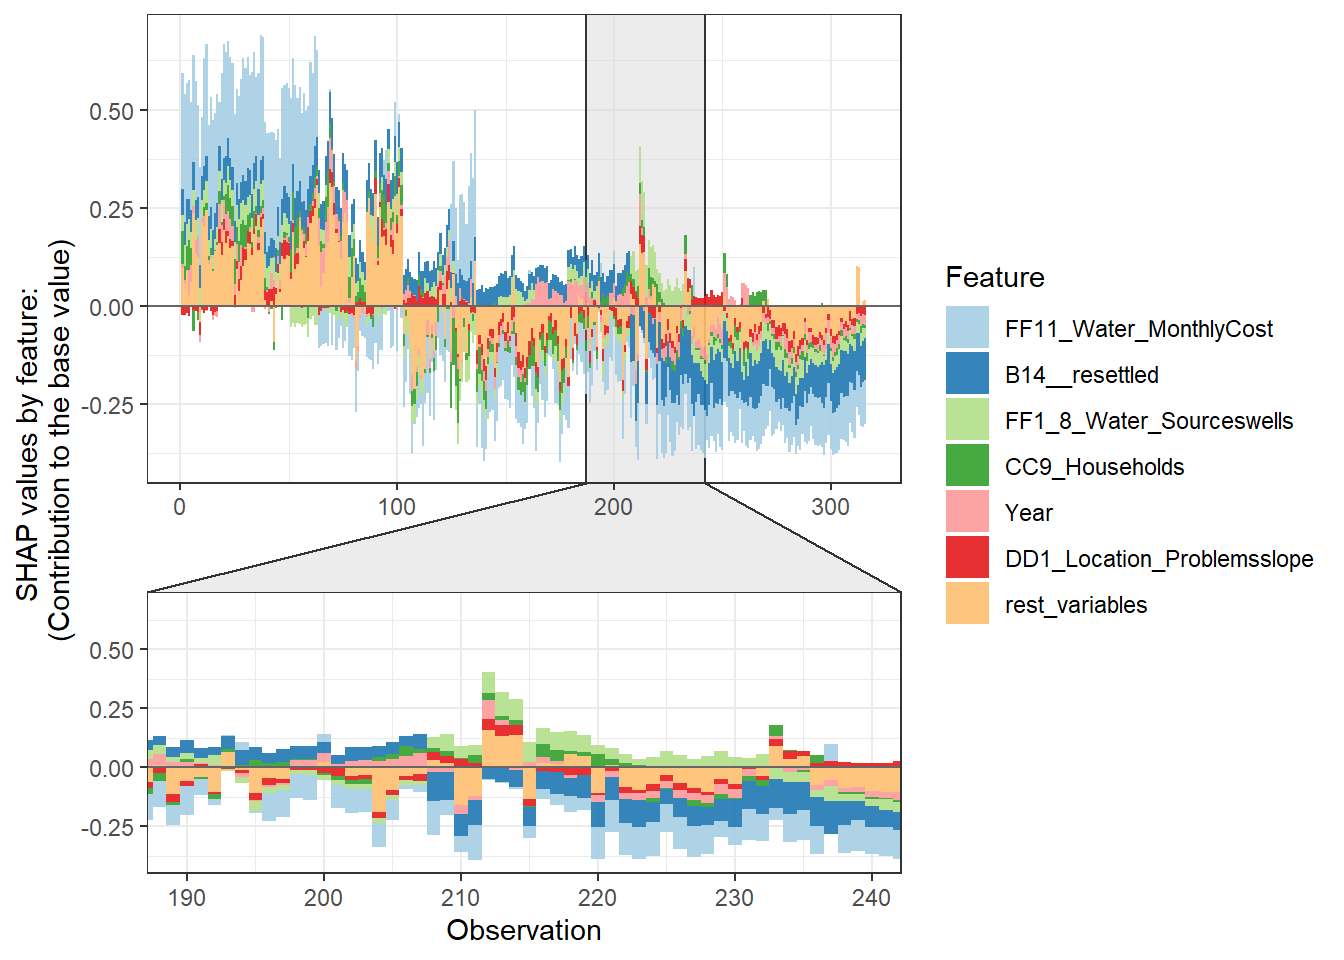 SHAP values by feature:
(Contribution to the base value)
0.50
0.25
0.00
-0.25
0
100
200
300
0.50
0.25
0.00
-0.25
190
200
210
220
230
240
Observation
Feature
FF11_Water_MonthlyCost
B14__resettled
FF1_8_Water_Sourceswells
CC9_Households
Year
DD1_Location_Problemsslope
rest_variables